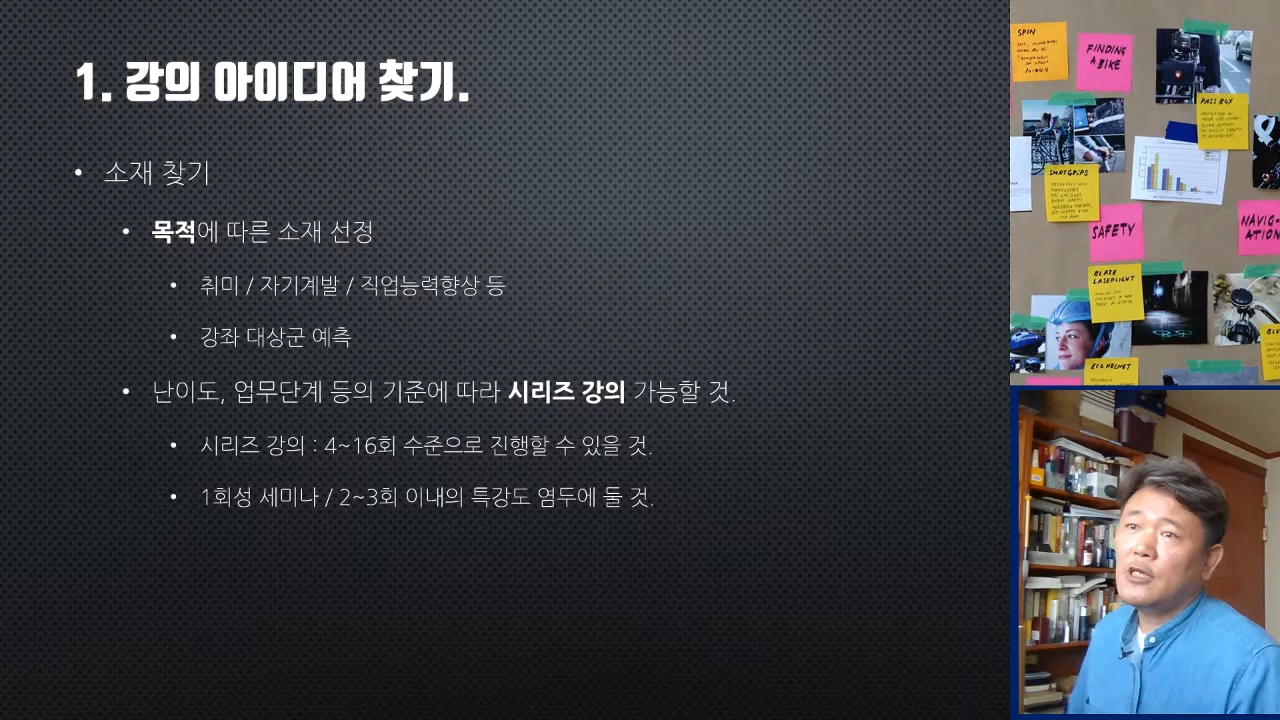 1. 강의 아이디어 찾기.
• 소재 찾기
• 목적에 따른 소재 선정
• 취미 / 자기계발 / 직업능력향상 등
• 강좌 대상군 예측
• 난이도, 업무단계 등의 기준에 따라 시리즈 강의 가능할 것.
• 시리즈 강의 : 4~16회 수준으로 진행할 수 있을 것.
• 1회성 세미나 / 2~3회 이내의 특강도 염두에 둘 것.
SPIN
FINDING
A BIKE
PASS BOX
SMRTGRIPS
SAFETY
NAVIG-
ATION
BLAZE
LASERLIGHT
ECO HELMET